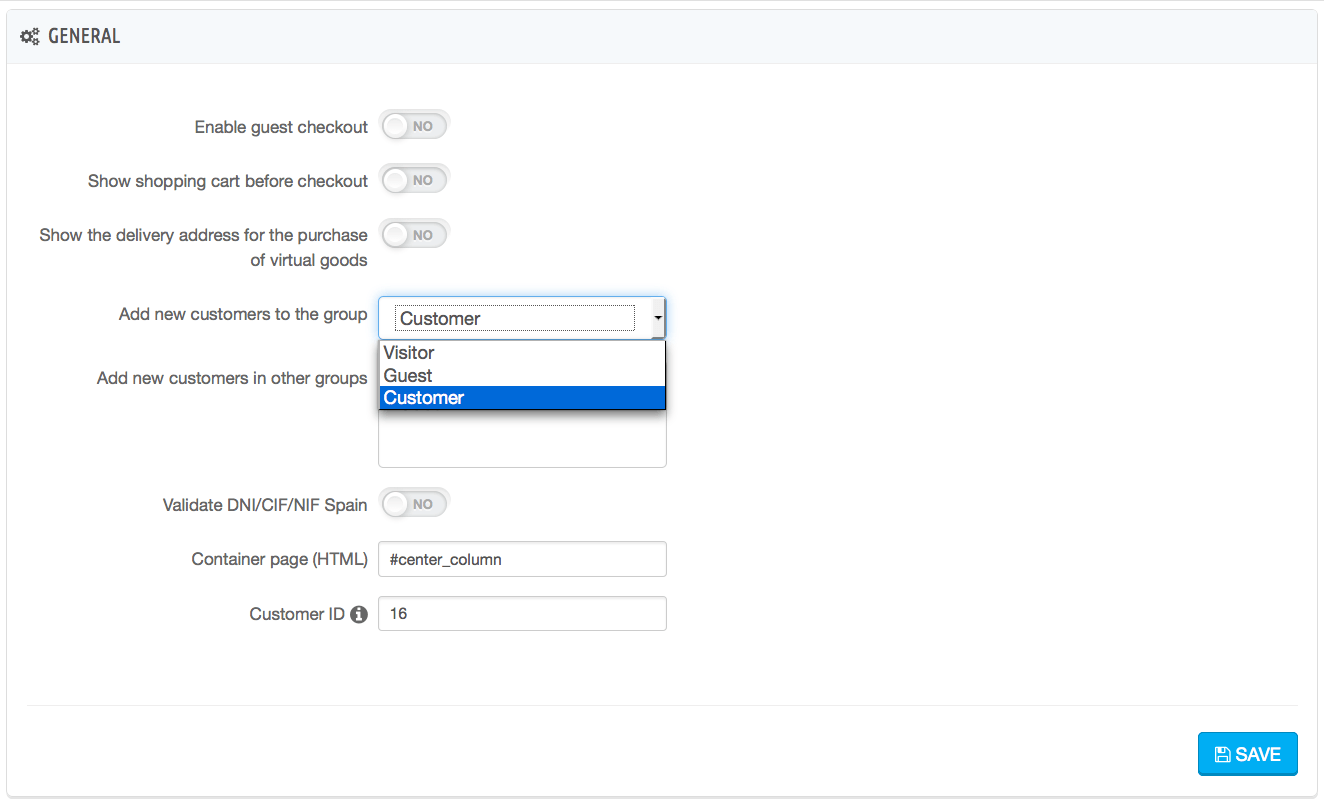 GENERAL
Enable guest checkout NO
Show shopping cart before checkout NO
Show the delivery address for the purchase NO
of virtual goods
Add new customers to the group Customer
Visitor
Guest
Add new customers in other groups
Customer
Validate DNI/CIF/NIF Spain NO
Container page (HTML) #center_column
Customer ID 16
SAVE